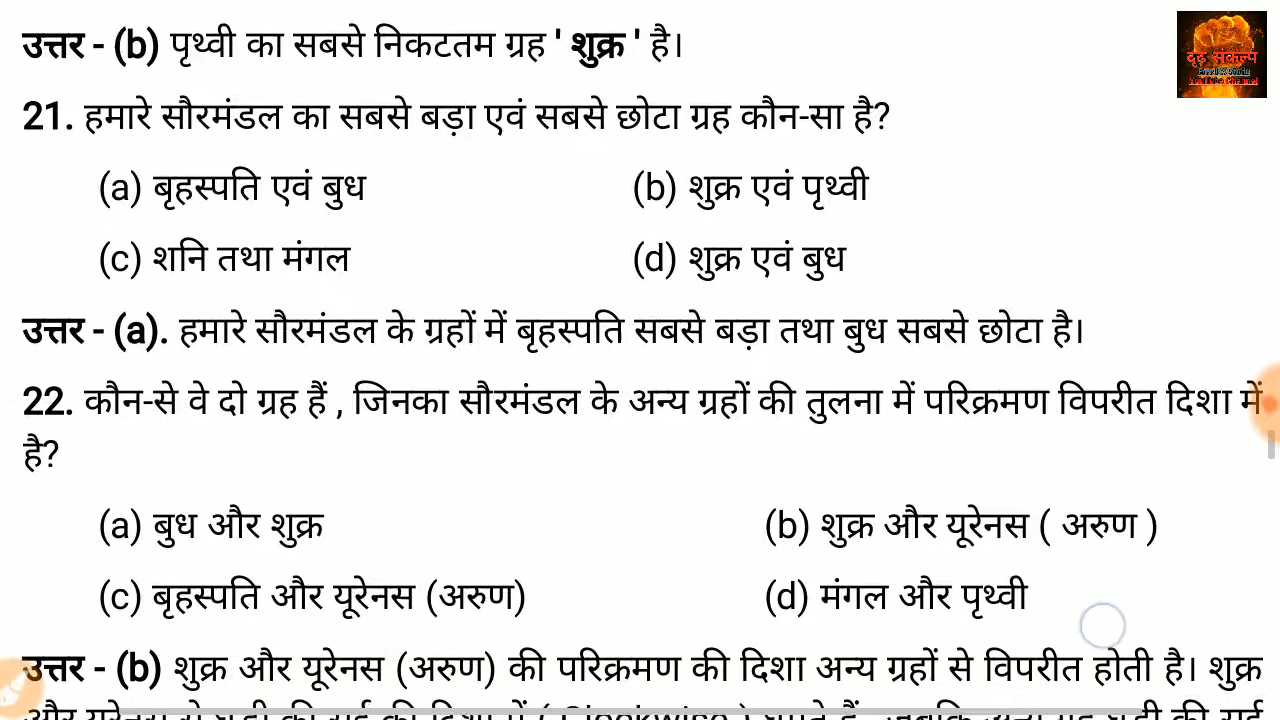 उत्तर - (b) पृथ्वी का सबसे निकटतम ग्रह ' शुक्र ' है।
दृढ़ संकल्प
21. हमारे सौरमंडल का सबसे बड़ा एवं सबसे छोटा ग्रह कौन-सा है?
(a) बृहस्पति एवं बुध (b) शुक्र एवं पृथ्वी
(c) शनि तथा मंगल (d) शुक्र एवं बुध
उत्तर - (a). हमारे सौरमंडल के ग्रहों में बृहस्पति सबसे बड़ा तथा बुध सबसे छोटा है।
22. कौन-से वे दो ग्रह हैं , जिनका सौरमंडल के अन्य ग्रहों की तुलना में परिक्रमण विपरीत दिशा में
है?
(a) बुध और शुक्र (b) शुक्र और यूरेनस ( अरुण )
(c) बृहस्पति और यूरेनस (अरुण) (d) मंगल और पृथ्वी
उत्तर - (b) शुक्र और यूरेनस (अरुण) की परिक्रमण की दिशा अन्य ग्रहों से विपरीत होती है। शुक्र